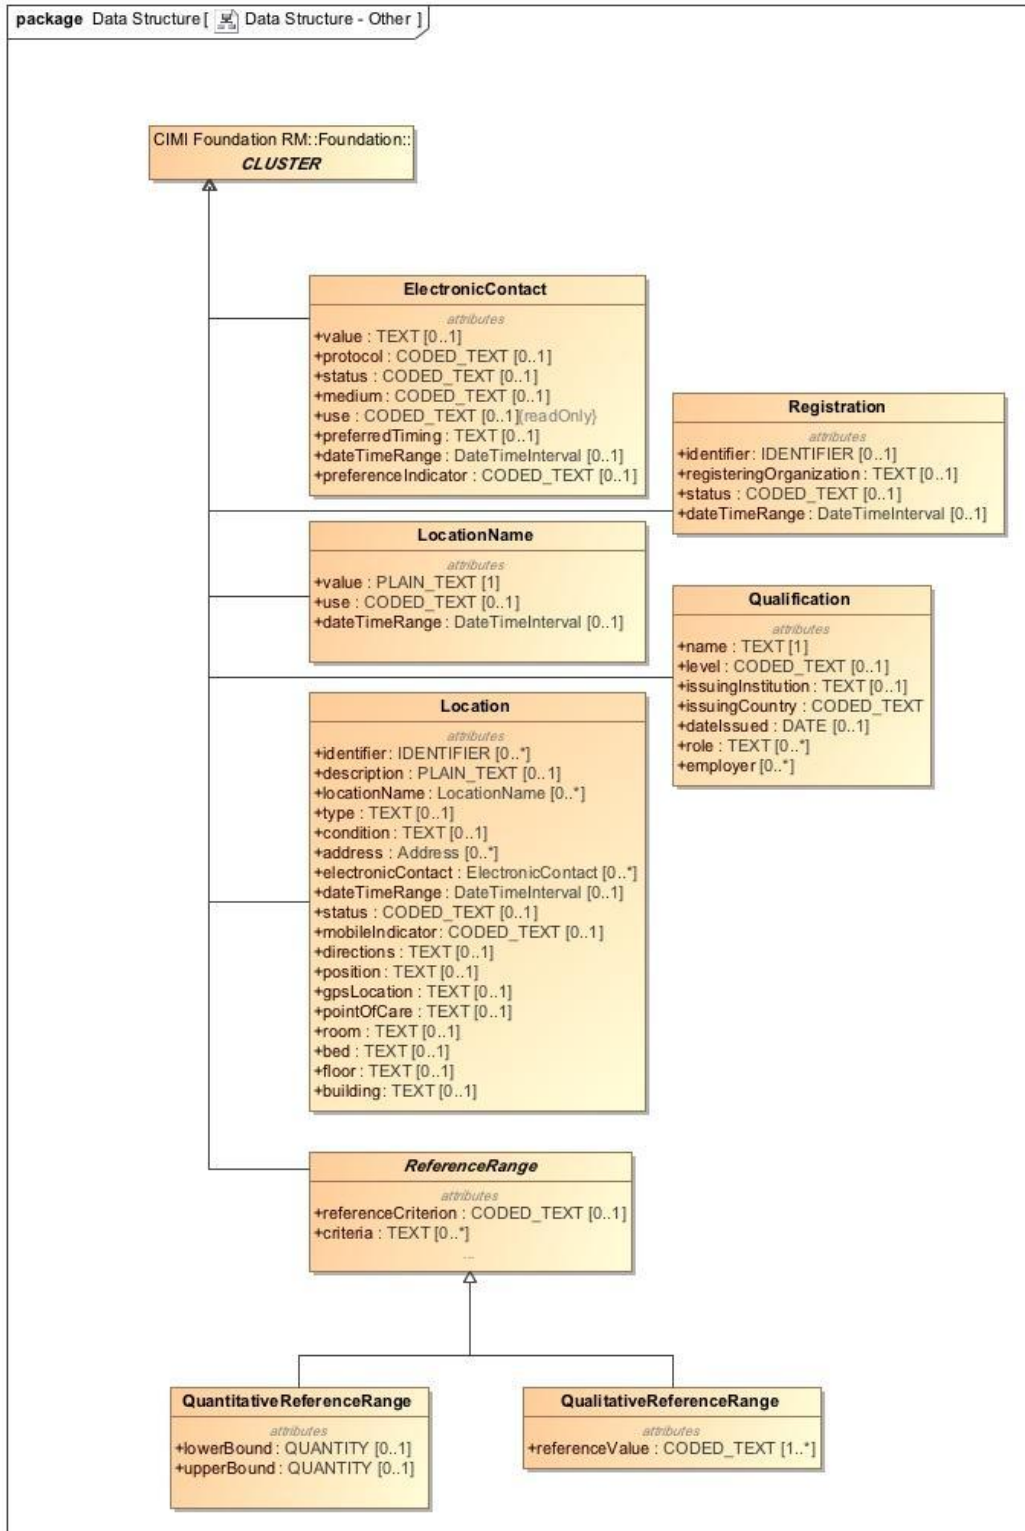 package Data Structure [ Data Structure - Other ]
CIMI Foundation RM::Foundation::
CLUSTER
ElectronicContact
attributes
+value : TEXT [0..1]
+protocol : CODED_TEXT [0..1]
+status : CODED_TEXT [0..1]
+medium : CODED_TEXT [0..1]
+use : CODED_TEXT [0..1]{readOnly}
+preferredTiming : TEXT [0..1]
+dateTimeRange : DateTimeInterval [0..1]
+preferenceIndicator : CODED_TEXT [0..1]
Registration
attributes
+identifier : IDENTIFIER [0..1]
+registeringOrganization : TEXT [0..1]
+status : CODED_TEXT [0..1]
+dateTimeRange : DateTimeInterval [0..1]
LocationName
attributes
+value : PLAIN_TEXT [1]
+use : CODED_TEXT [0..1]
+dateTimeRange : DateTimeInterval [0..1]
Qualification
attributes
+name : TEXT [1]
+level : CODED_TEXT [0..1]
+issuingInstitution : TEXT [0..1]
+issuingCountry : CODED_TEXT
+dateIssued : DATE [0..1]
+role : TEXT [0..*]
+employer [0..*]
Location
attributes
+identifier : IDENTIFIER [0..*]
+description : PLAIN_TEXT [0..1]
+locationName : LocationName [0..*]
+type : TEXT [0..1]
+condition : TEXT [0..1]
+address : Address [0..*]
+electronicContact : ElectronicContact [0..*]
+dateTimeRange : DateTimeInterval [0..1]
+status : CODED_TEXT [0..1]
+mobileIndicator : CODED_TEXT [0..1]
+directions : TEXT [0..1]
+position : TEXT [0..1]
+gpsLocation : TEXT [0..1]
+pointOfCare : TEXT [0..1]
+room : TEXT [0..1]
+bed : TEXT [0..1]
+floor : TEXT [0..1]
+building : TEXT [0..1]
ReferenceRange
attributes
+referenceCriterion : CODED_TEXT [0..1]
+criteria : TEXT [0..*]
...
QuantitativeReferenceRange
attributes
+lowerBound : QUANTITY [0..1]
+upperBound : QUANTITY [0..1]
QualitativeReferenceRange
attributes
+referenceValue : CODED_TEXT [1..*]